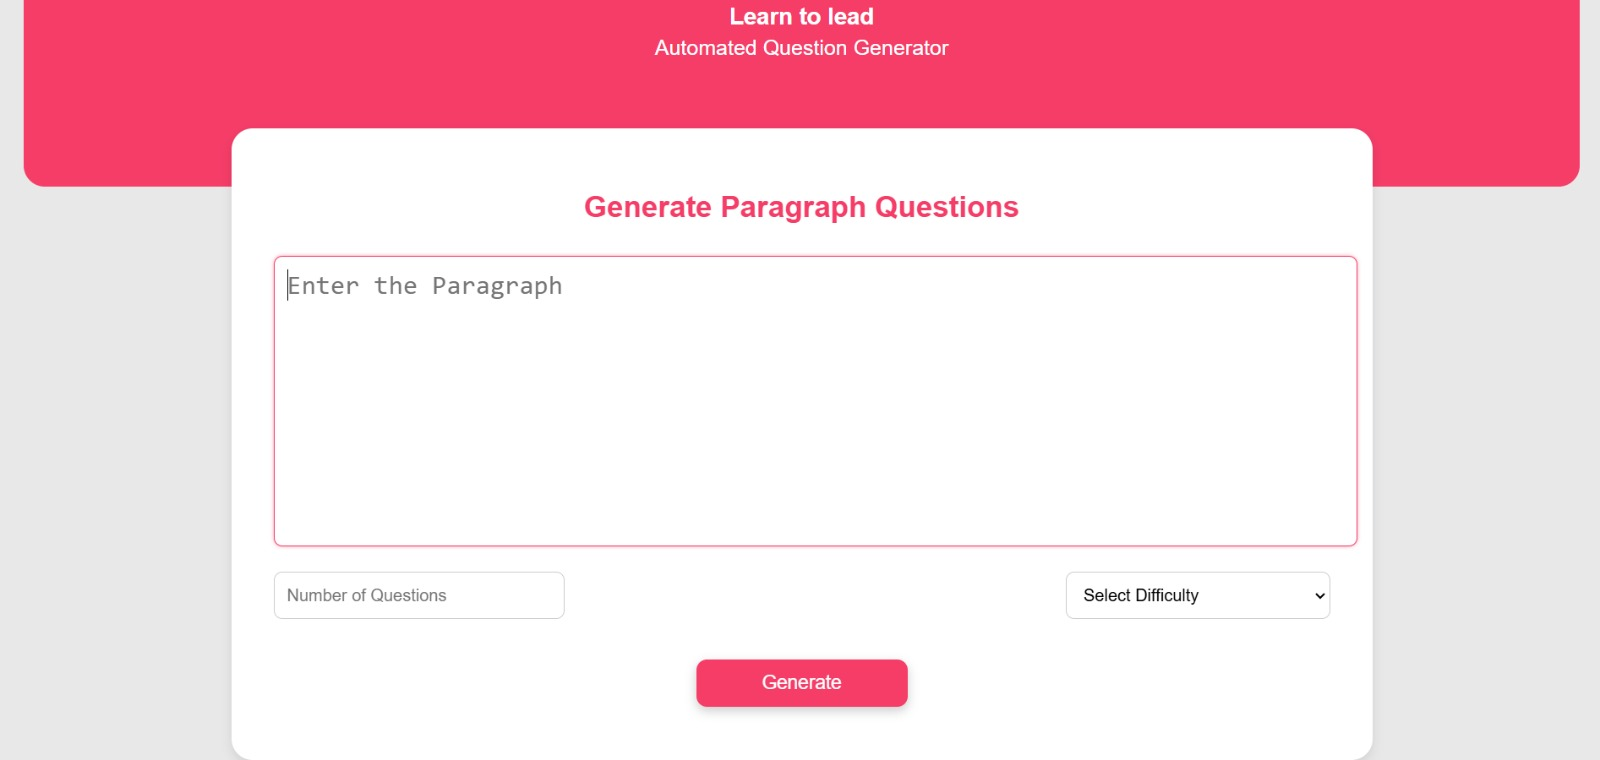 Learn to lead
Automated Question Generator
Generate Paragraph Questions
Enter the Paragraph
Number of Questions
Select Difficulty
Generate